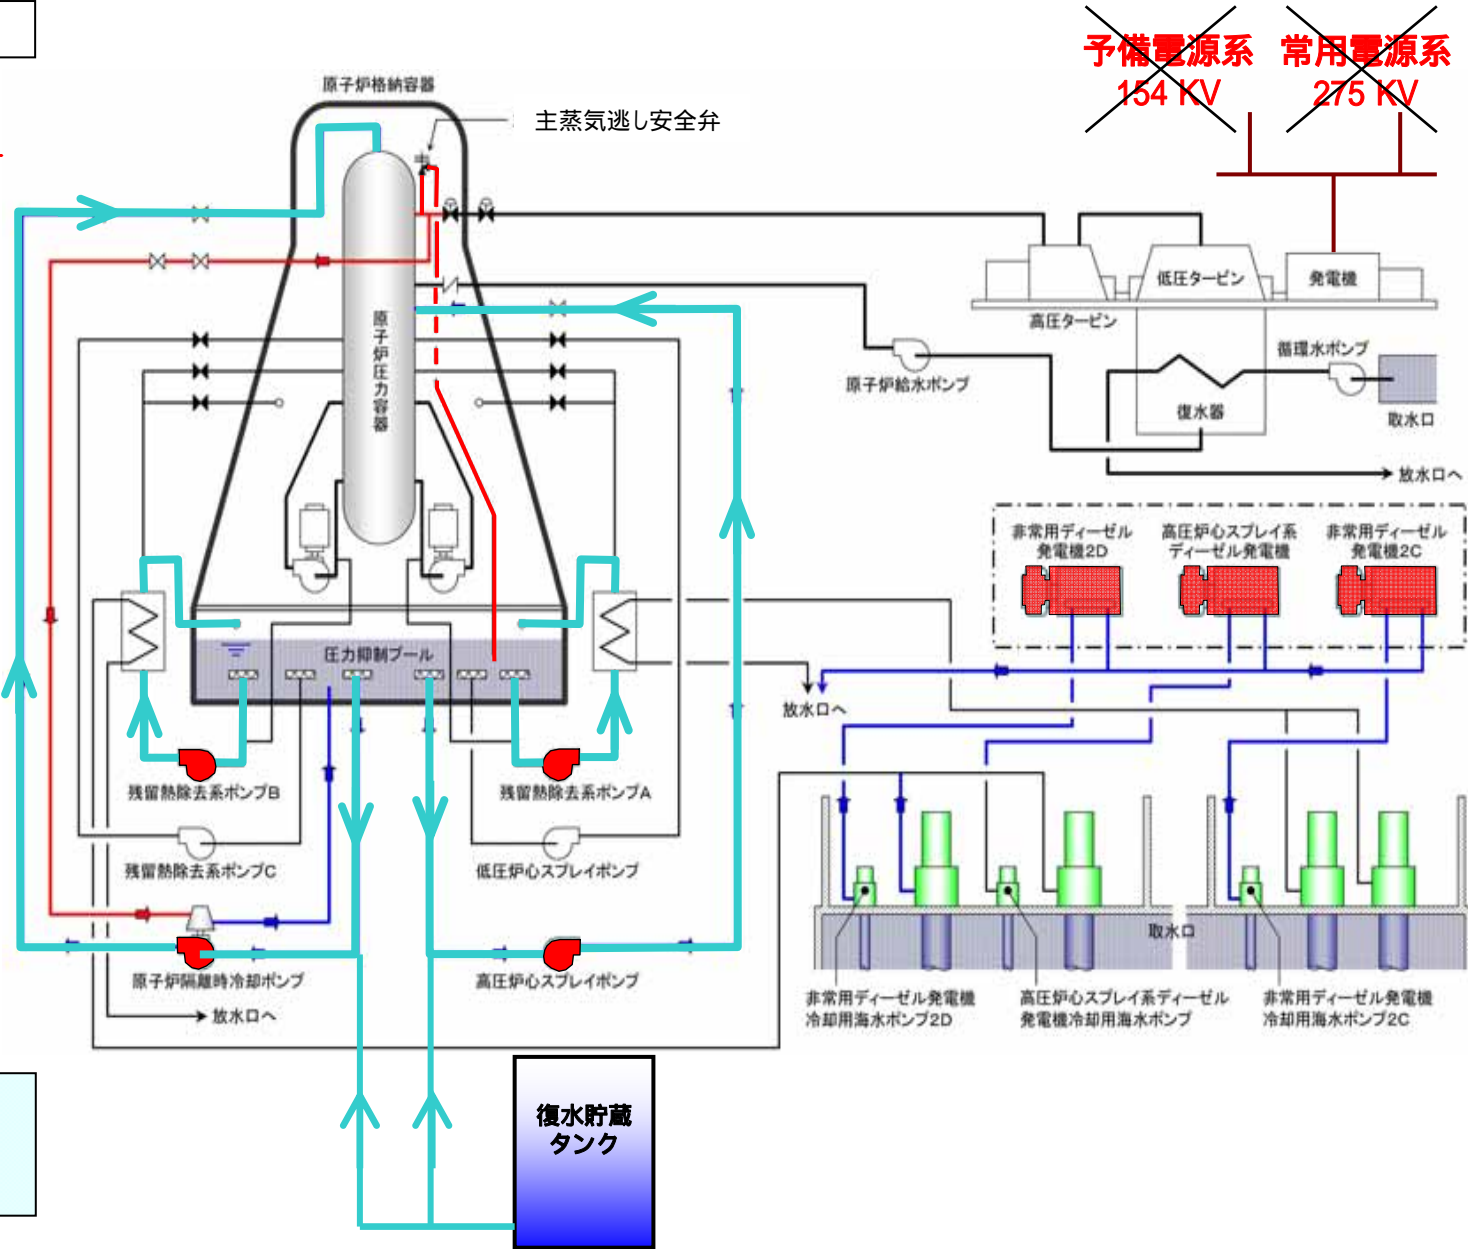 予備電源系
154 KV
常用電源系
275 KV
原子炉格納容器
主蒸気逃し安全弁
低圧タービン
発電機
高圧タービン
循環水ポンプ
原子炉給水ポンプ
復水器
取水口
放水口へ
原子炉圧力容器
非常用ディーゼル
発電機2D
高圧炉心スプレイ系
ディーゼル発電機
非常用ディーゼル
発電機2C
圧力抑制プール
放水口へ
残留熱除去系ポンプB
残留熱除去系ポンプA
残留熱除去系ポンプC
低圧炉心スプレイポンプ
取水口
原子炉隔離時冷却ポンプ
高圧炉心スプレイポンプ
放水口へ
非常用ディーゼル発電機
冷却用海水ポンプ2D
高圧炉心スプレイ系ディーゼル
発電機冷却用海水ポンプ
非常用ディーゼル発電機
冷却用海水ポンプ2C
復水貯蔵
タンク